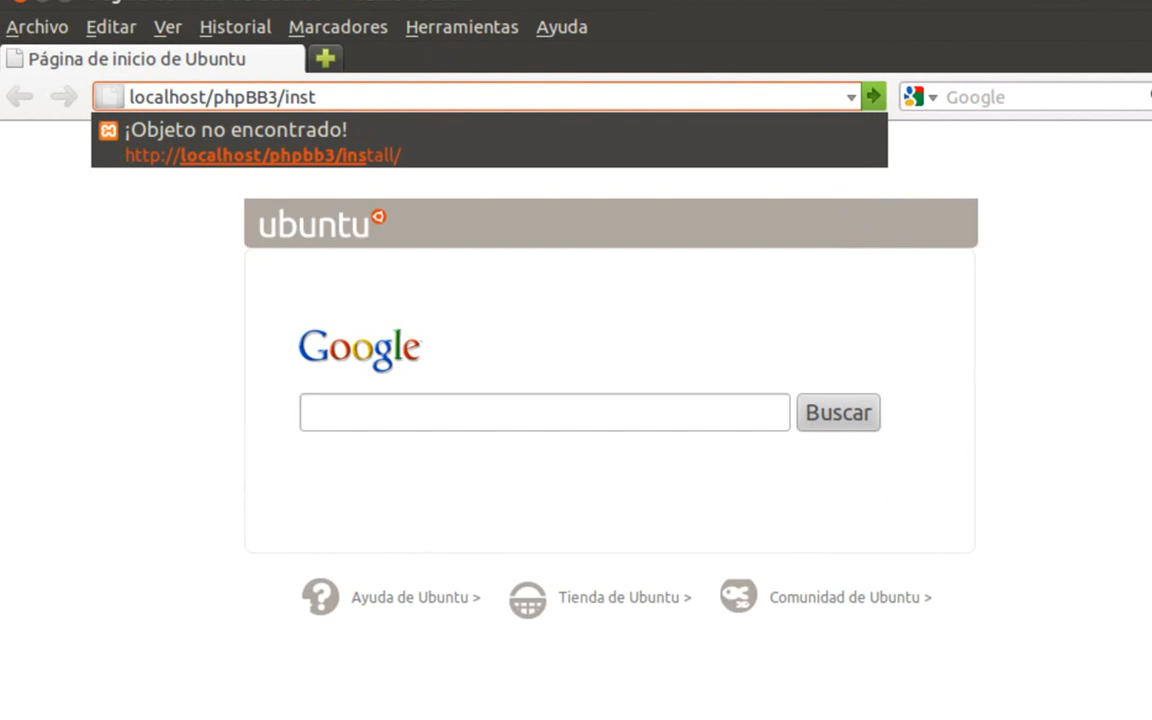 Archivo Editar Ver Historial Marcadores Herramientas Ayuda
Página de inicio de Ubuntu
localhost/phpBB3/inst
Google
¡Objeto no encontrado!
http://localhost/phpbb3/install/
ubuntu
Google
Buscar
Ayuda de Ubuntu >
Tienda de Ubuntu >
Comunidad de Ubuntu >